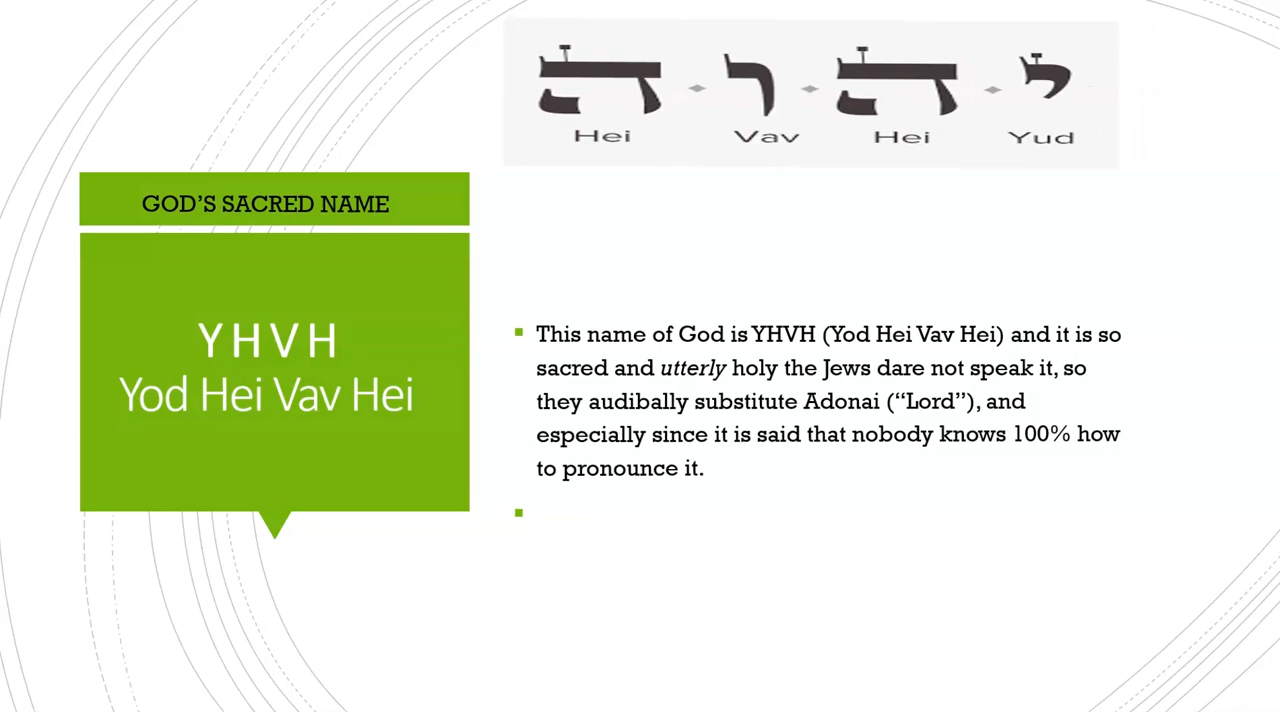 ה ו ה י
Hei Vav Hei Yud
GOD’S SACRED NAME
YHVH
Yod Hei Vav Hei
This name of God is YHVH (Yod Hei Vav Hei) and it is so
sacred and utterly holy the Jews dare not speak it, so
they audibally substitute Adonai (“Lord”), and
especially since it is said that nobody knows 100% how
to pronounce it.